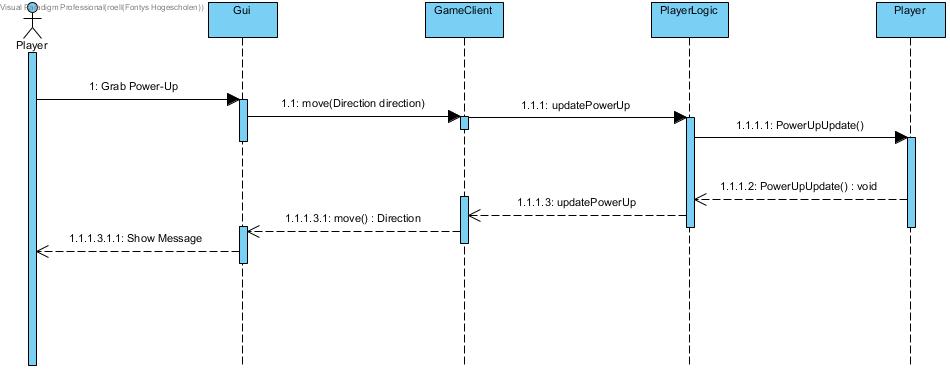 Visual Paradigm Professional(roell(Fontys Hogescholen))
Gui
GameClient
PlayerLogic
Player
Player
1: Grab Power-Up
1.1: move(Direction direction)
1.1.1: updatePowerUp
1.1.1.1: PowerUpUpdate()
1.1.1.2: PowerUpUpdate() : void
1.1.1.3: updatePowerUp
1.1.1.3.1: move() : Direction
1.1.1.3.1.1: Show Message